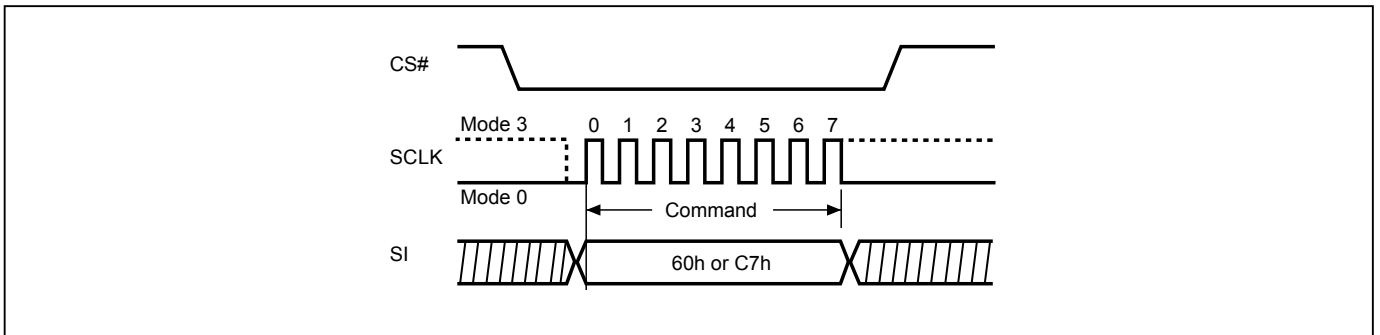 CS#
Mode 3 0 1 2 3 4 5 6 7
SCLK
Mode 0
Command
SI
60h or C7h